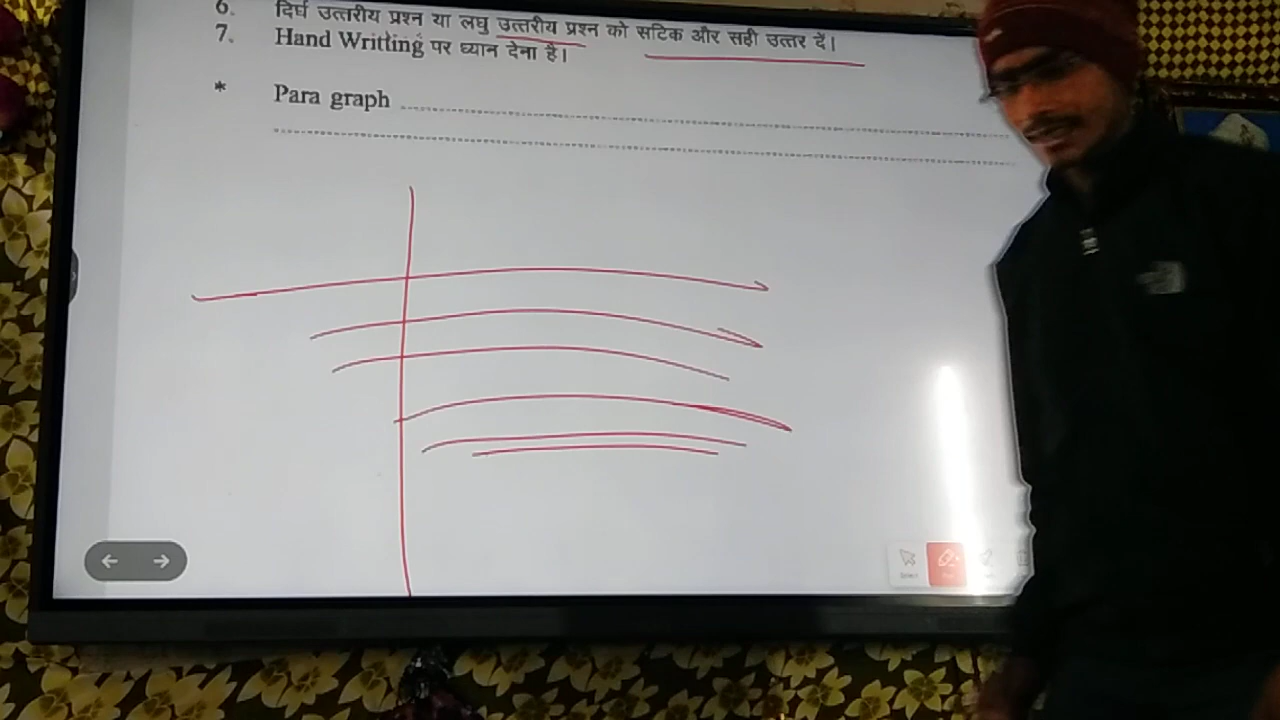 6. दिर्घ उत्तरीय प्रश्न या लघु उत्तरीय प्रश्न को सटिक और सही उत्तर दें।
7. Hand Writting पर ध्यान देना है।
* Para graph
Select